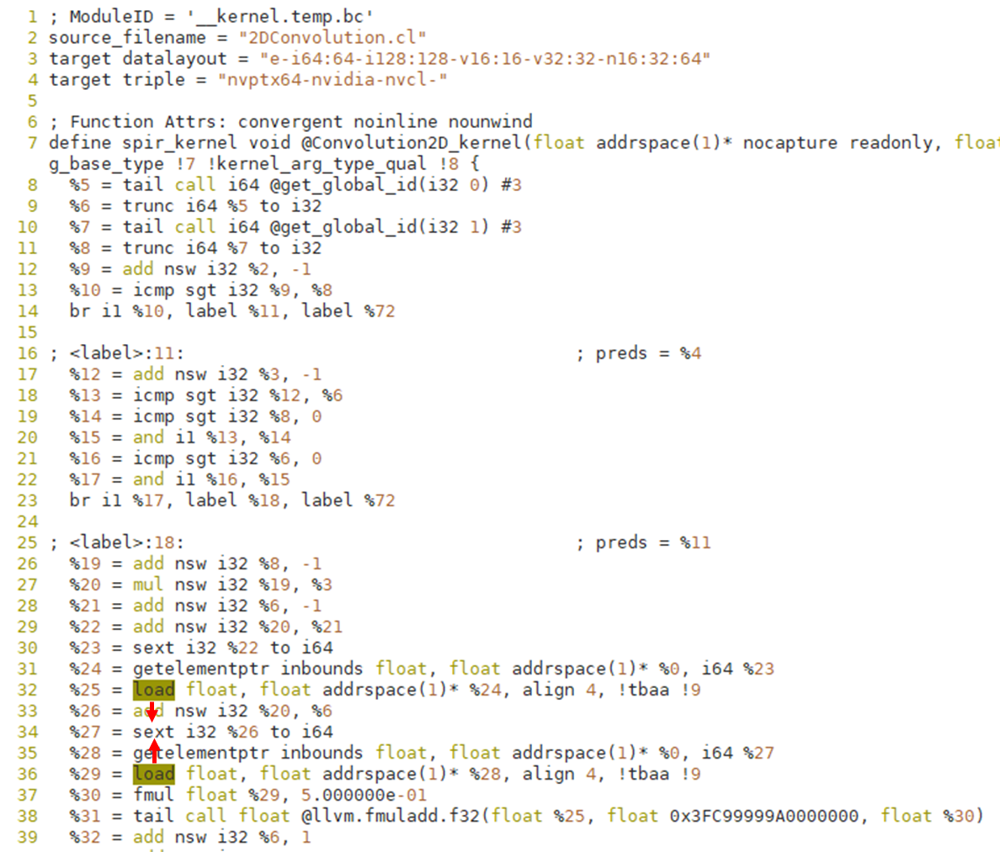 1 ; ModuleID = '__kernel.temp.bc'
2 source_filename = "2DConvolution.cl"
3 target datalayout = "e-i64:64-i128:128-v16:16-v32:32-n16:32:64"
4 target triple = "nvptx64-nvidia-nvcl-"
5
6 ; Function Attrs: convergent noinline nounwind
7 define spir_kernel void @Convolution2D_kernel(float addrspace(1)* nocapture readonly, float
g_base_type !7 !kernel_arg_type_qual !8 {
8 %5 = tail call i64 @get_global_id(i32 0) #3
9 %6 = trunc i64 %5 to i32
10 %7 = tail call i64 @get_global_id(i32 1) #3
11 %8 = trunc i64 %7 to i32
12 %9 = add nsw i32 %2, -1
13 %10 = icmp sgt i32 %9, %8
14 br i1 %10, label %11, label %72
15
16 ; <label>:11: ; preds = %4
17 %12 = add nsw i32 %3, -1
18 %13 = icmp sgt i32 %12, %6
19 %14 = icmp sgt i32 %8, 0
20 %15 = and i1 %13, %14
21 %16 = icmp sgt i32 %6, 0
22 %17 = and i1 %16, %15
23 br i1 %17, label %18, label %72
24
25 ; <label>:18: ; preds = %11
26 %19 = add nsw i32 %8, -1
27 %20 = mul nsw i32 %19, %3
28 %21 = add nsw i32 %6, -1
29 %22 = add nsw i32 %20, %21
30 %23 = sext i32 %22 to i64
31 %24 = getelementptr inbounds float, float addrspace(1)* %0, i64 %23
32 %25 = load float, float addrspace(1)* %24, align 4, !tbaa !9
33 %26 = add nsw i32 %20, %6
34 %27 = sext i32 %26 to i64
35 %28 = getelementptr inbounds float, float addrspace(1)* %0, i64 %27
36 %29 = load float, float addrspace(1)* %28, align 4, !tbaa !9
37 %30 = fmul float %29, 5.000000e-01
38 %31 = tail call float @llvm.fmuladd.f32(float %25, float 0x3FC99999A0000000, float %30)
39 %32 = add nsw i32 %6, 1